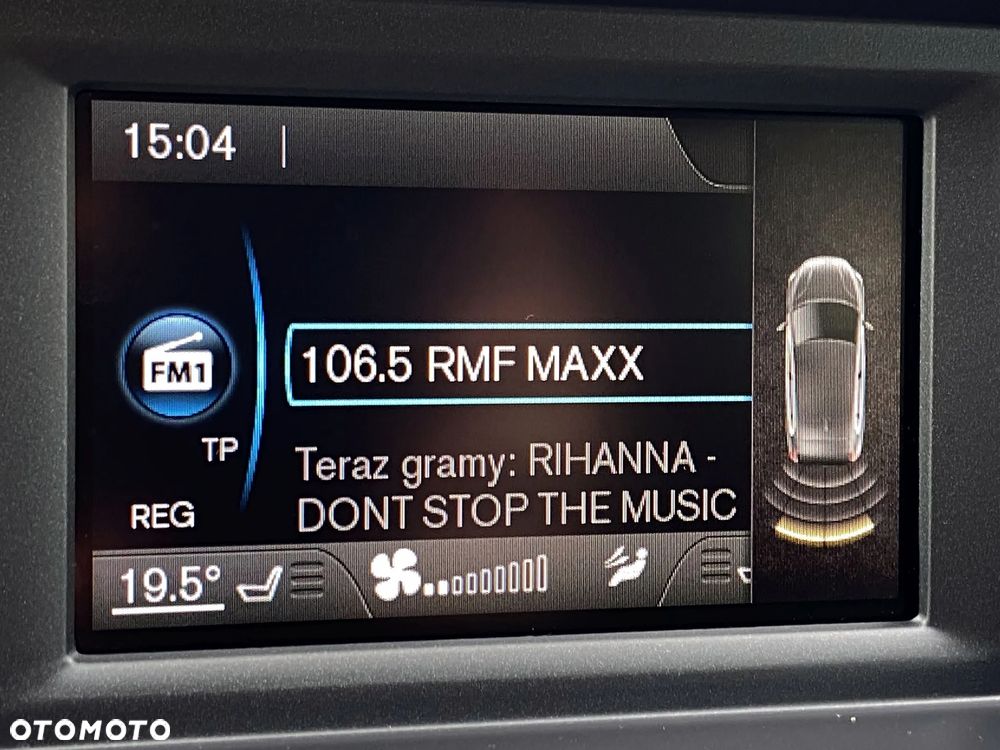 15:04
106.5 RMF MAXX
FM1
TP
Teraz gramy: RIHANNA -
DONT STOP THE MUSIC
REG
19.5°
OTOMOTO